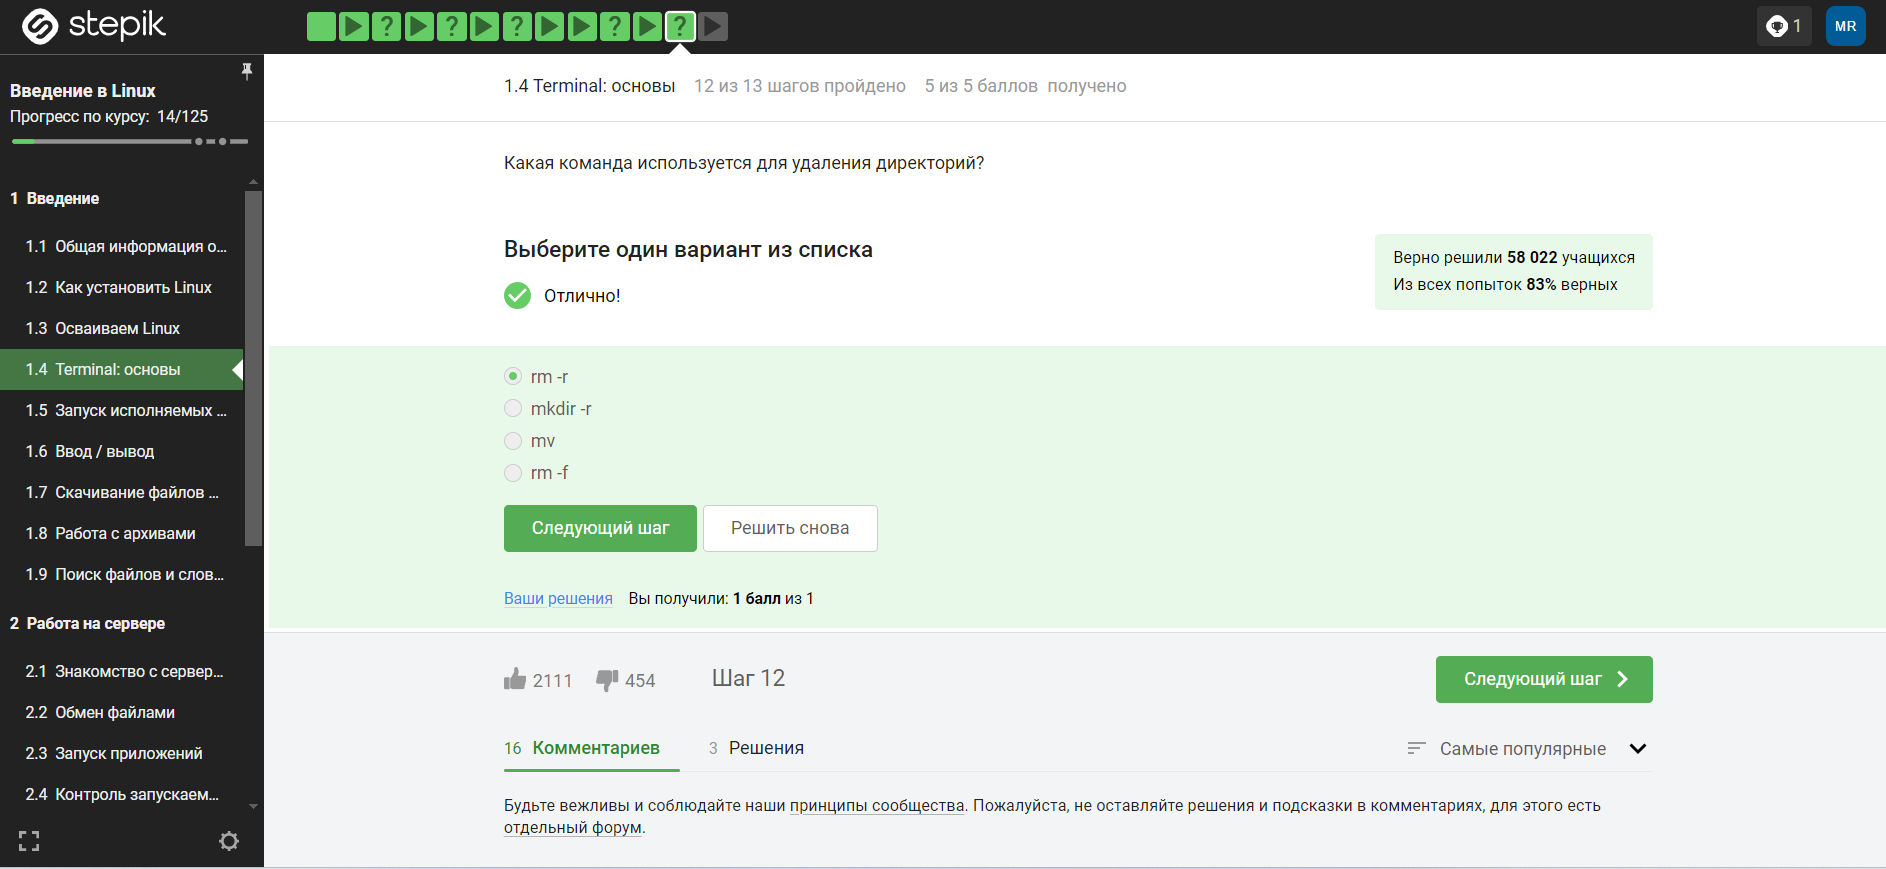 stepik
? ? ? ? ?
1
MR
Введение в Linux
Прогресс по курсу: 14/125
1 Введение
1.1 Общая информация о...
1.2 Как установить Linux
1.3 Осваиваем Linux
1.4 Terminal: основы
1.5 Запуск исполняемых ...
1.6 Ввод / вывод
1.7 Скачивание файлов ...
1.8 Работа с архивами
1.9 Поиск файлов и слов...
2 Работа на сервере
2.1 Знакомство с сервер...
2.2 Обмен файлами
2.3 Запуск приложений
2.4 Контроль запускаем...
1.4 Terminal: основы 12 из 13 шагов пройдено 5 из 5 баллов получено
Какая команда используется для удаления директорий?
Выберите один вариант из списка
Отлично!
Верно решили 58 022 учащихся
Из всех попыток 83% верных
rm -r
mkdir -r
mv
rm -f
Следующий шаг Решить снова
Ваши решения Вы получили: 1 балл из 1
2111 454 Шаг 12 Следующий шаг
16 Комментариев 3 Решения Самые популярные
Будьте вежливы и соблюдайте наши принципы сообщества. Пожалуйста, не оставляйте решения и подсказки в комментариях, для этого есть
отдельный форум.